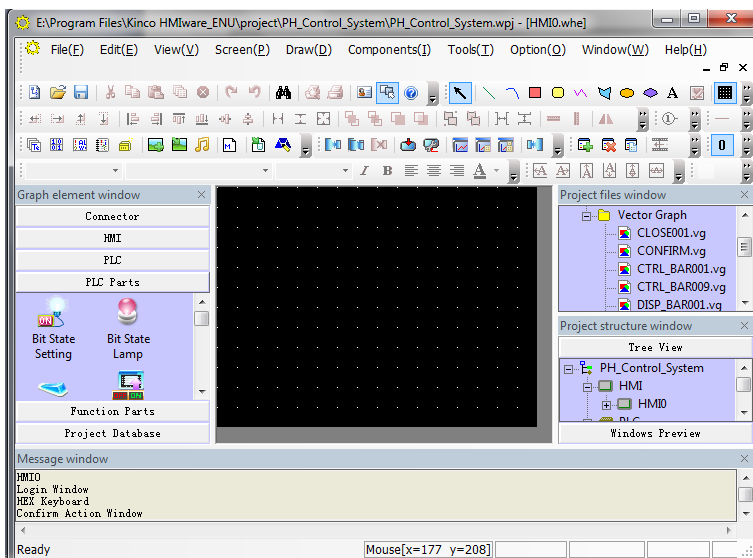 E:\Program Files\Kinco HMIware_ENU\project\PH_Control_System\PH_Control_System.wpj - [HMI0.whe]
File(F) Edit(E) View(V) Screen(P) Draw(D) Components(I) Tools(T) Option(O) Window(W) Help(H)
A
0
I B A
Graph element window
Connector
HMI
PLC
PLC Parts
Bit State Setting
Bit State Lamp
Function Parts
Project Database
Project files window
Vector Graph
CLOSE001.vg
CONFIRM.vg
CTRL_BAR001.vg
CTRL_BAR009.vg
DISP_BAR001.vg
Project structure window
Tree View
PH_Control_System
HMI
HMI0
PLC
Windows Preview
Message window
HMI0
Login Window
HEX Keyboard
Confirm Action Window
Ready Mouse[x=177 y=208]